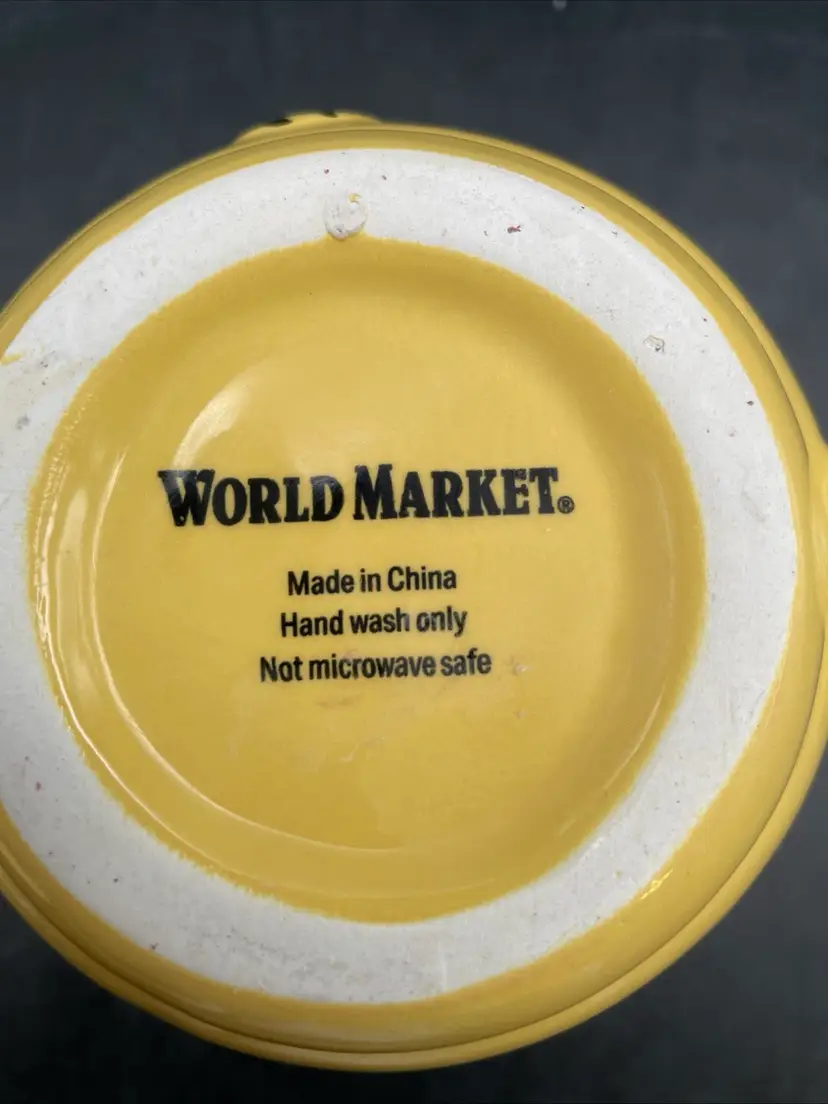 WORLD MARKET®
Made in China
Hand wash only
Not microwave safe